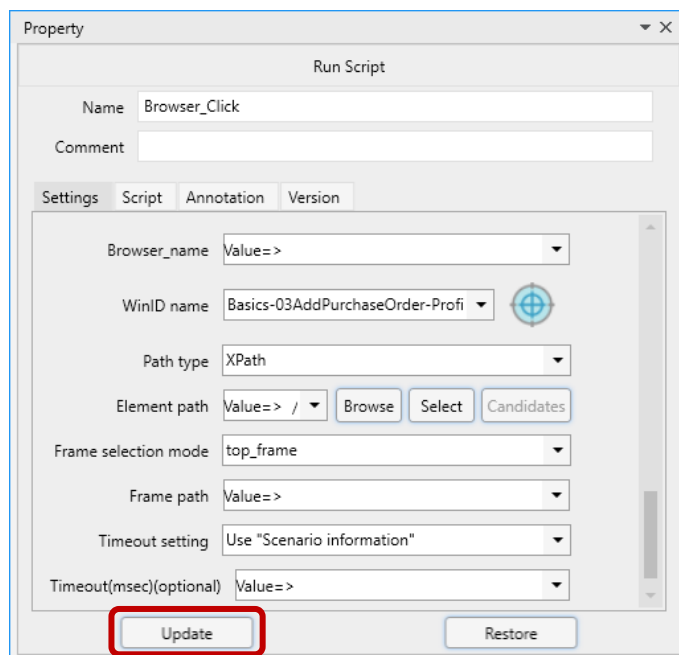 Property
Run Script
Name Browser_Click
Comment
Settings Script Annotation Version
Browser_name Value=>
WinID name Basics-03AddPurchaseOrder-Profi
Path type XPath
Element path Value=> / Browse Select Candidates
Frame selection mode top_frame
Frame path Value=>
Timeout setting Use "Scenario information"
Timeout(msec)(optional) Value=>
Update Restore